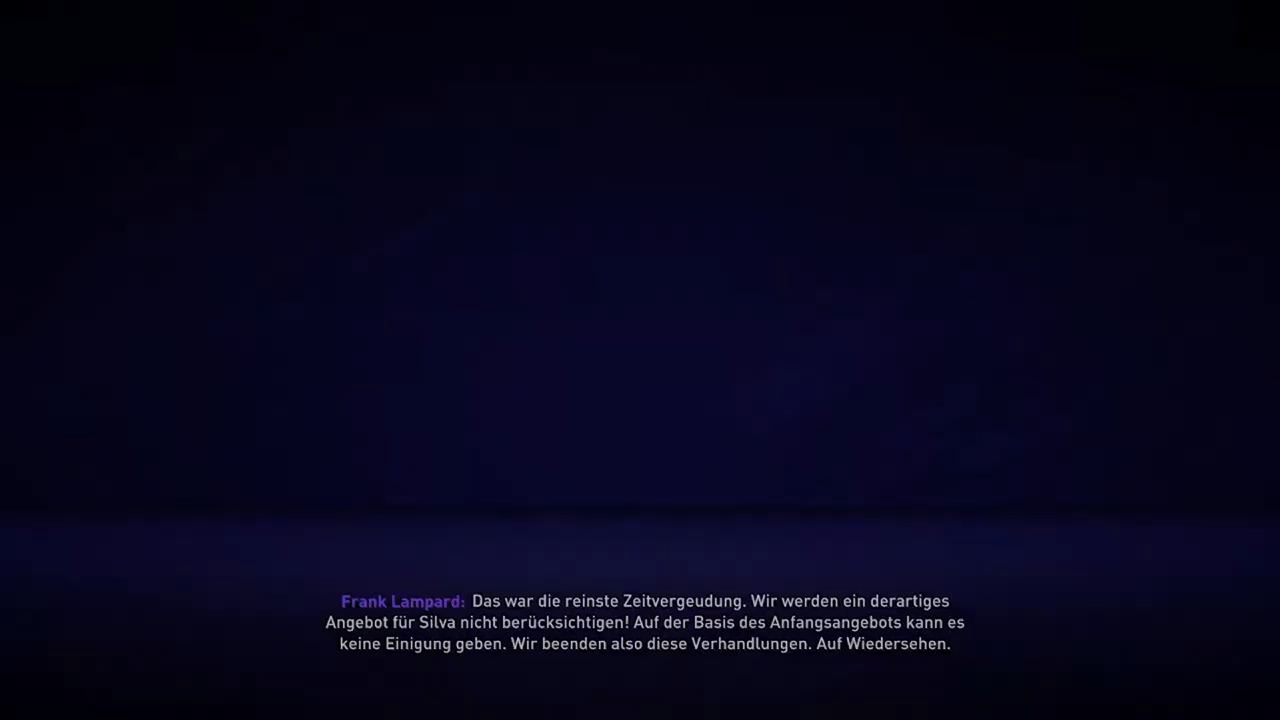 Frank Lampard: Das war die reinste Zeitvergeudung. Wir werden ein derartiges
Angebot für Silva nicht berücksichtigen! Auf der Basis des Anfangsangebots kann es
keine Einigung geben. Wir beenden also diese Verhandlungen. Auf Wiedersehen.